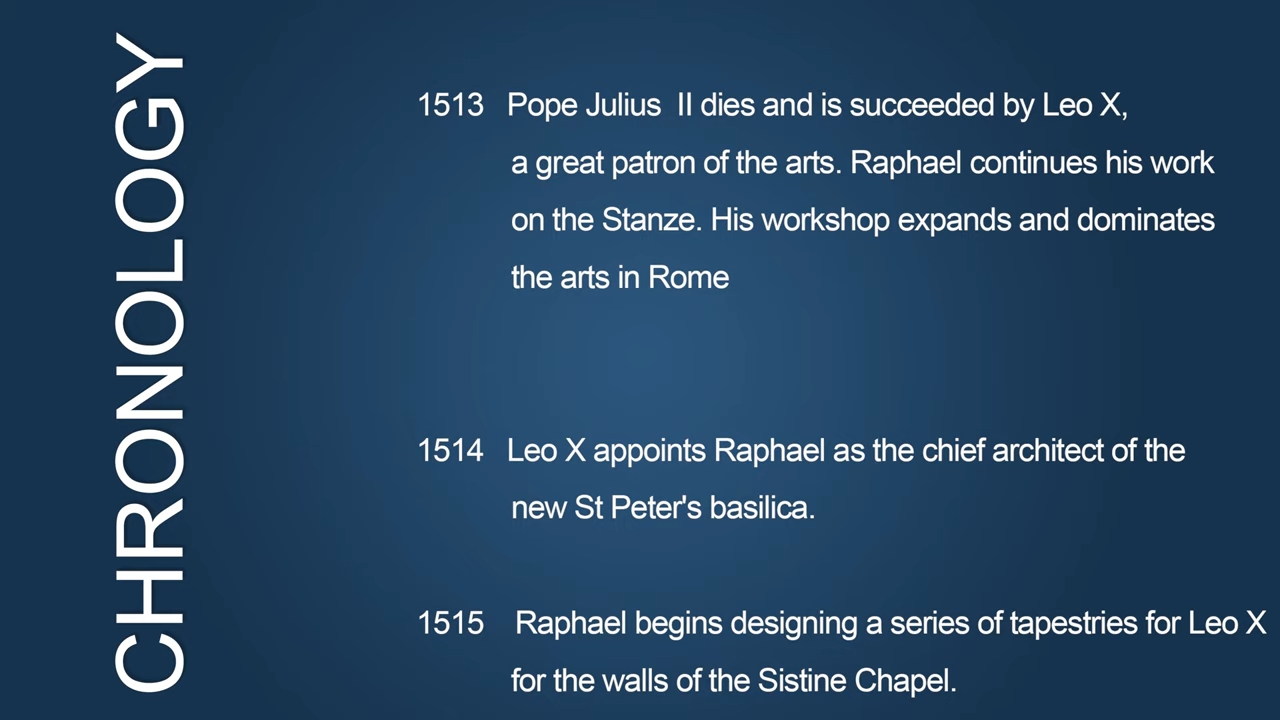 CHRONOLOGY
1513 Pope Julius II dies and is succeeded by Leo X,
a great patron of the arts. Raphael continues his work
on the Stanze. His workshop expands and dominates
the arts in Rome
1514 Leo X appoints Raphael as the chief architect of the
new St Peter's basilica.
1515 Raphael begins designing a series of tapestries for Leo X
for the walls of the Sistine Chapel.